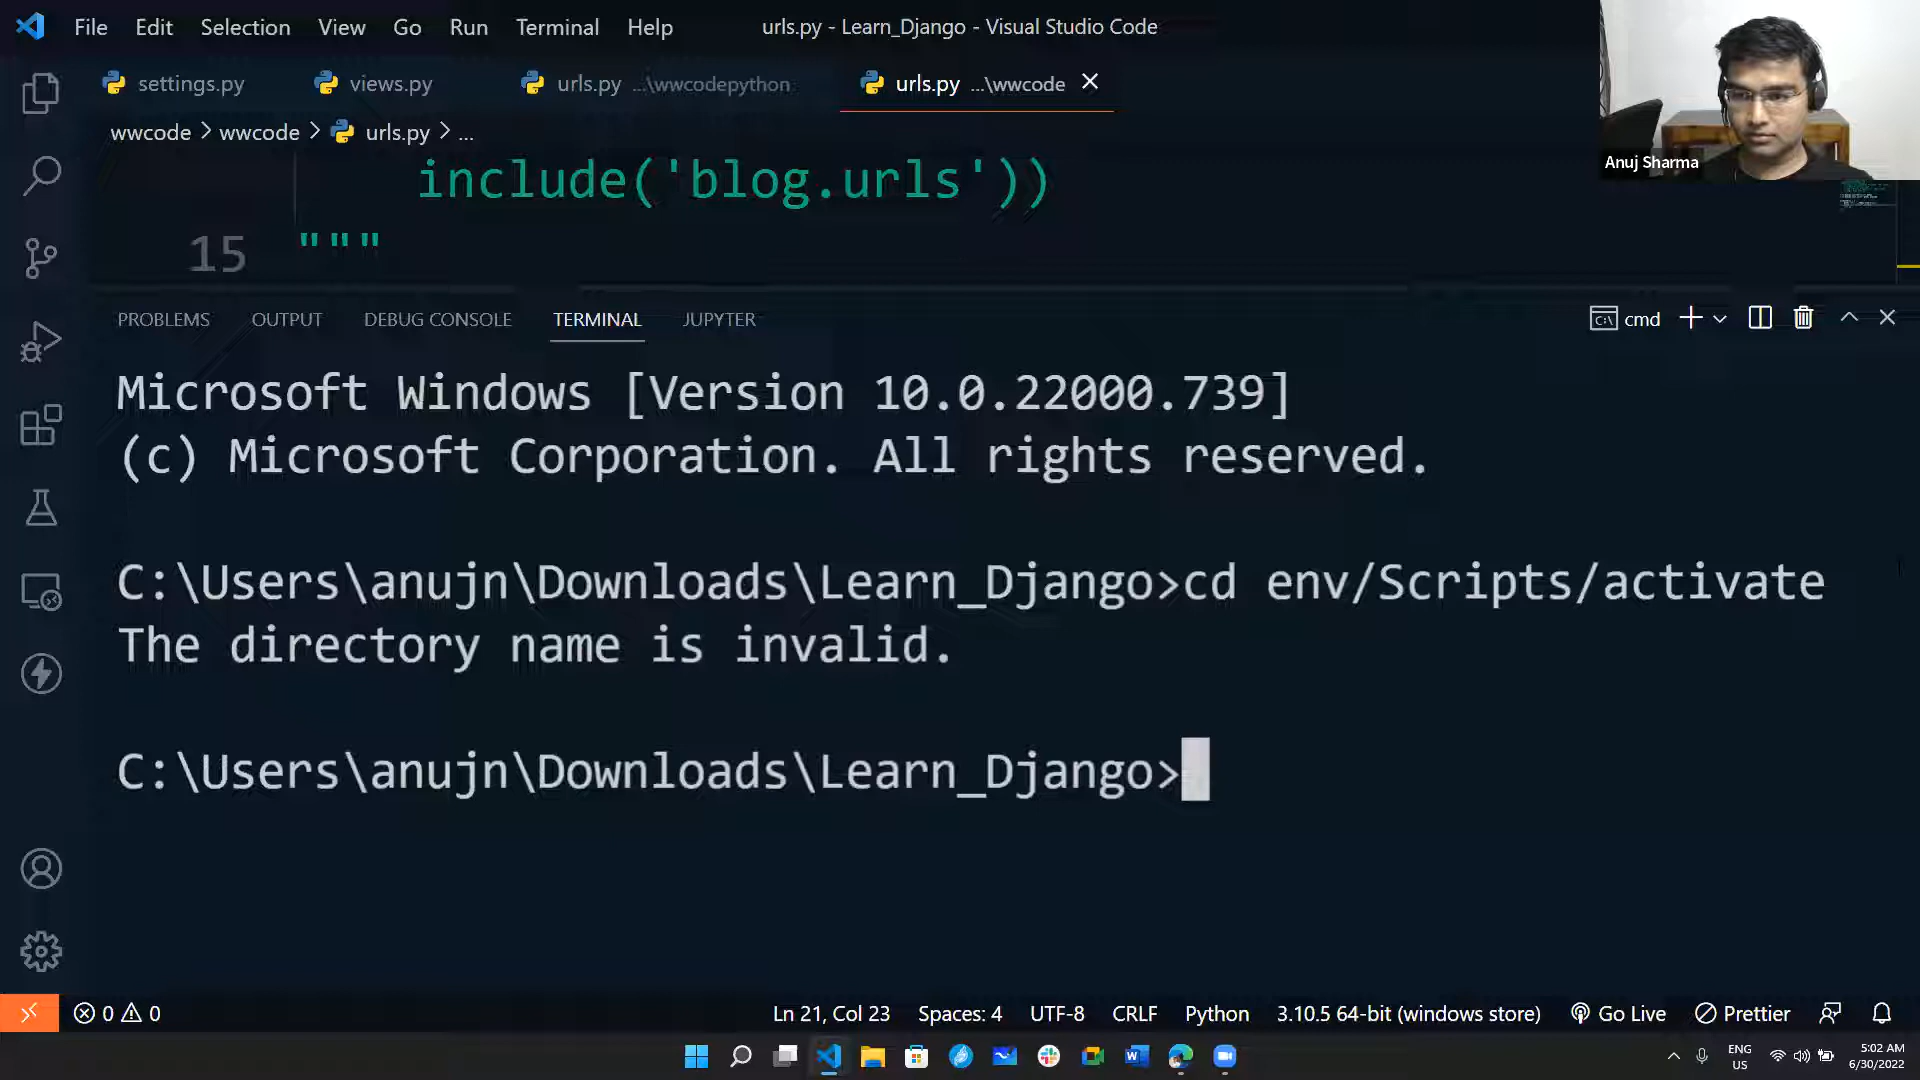 File Edit Selection View Go Run Terminal Help urls.py - Learn_Django - Visual Studio Code
settings.py views.py urls.py ...\wwcodepython urls.py ...\wwcode
wwcode > wwcode > urls.py > ...
Anuj Sharma
include('blog.urls'))
15 """
PROBLEMS OUTPUT DEBUG CONSOLE TERMINAL JUPYTER cmd
Microsoft Windows [Version 10.0.22000.739]
(c) Microsoft Corporation. All rights reserved.
C:\Users\anujn\Downloads\Learn_Django>cd env/Scripts/activate
The directory name is invalid.
C:\Users\anujn\Downloads\Learn_Django>
0 0 Ln 21, Col 23 Spaces: 4 UTF-8 CRLF Python 3.10.5 64-bit (windows store) Go Live Prettier
ENG 5:02 AM
US 6/30/2022